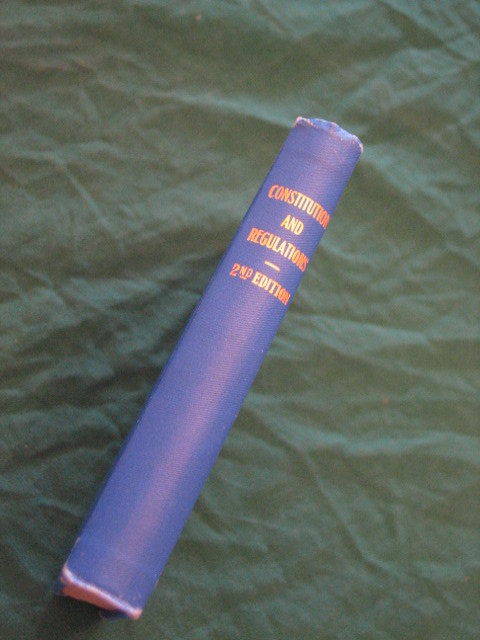 CONSTITUTION
AND
REGULATIONS
2ND EDITION